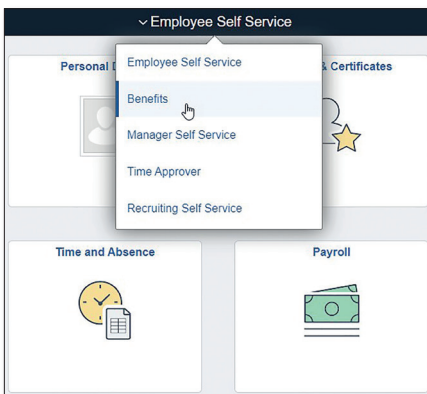 Employee Self Service
Personal D
Employee Self Service
& Certificates
Benefits
Manager Self Service
Time Approver
Recruiting Self Service
Time and Absence
Payroll